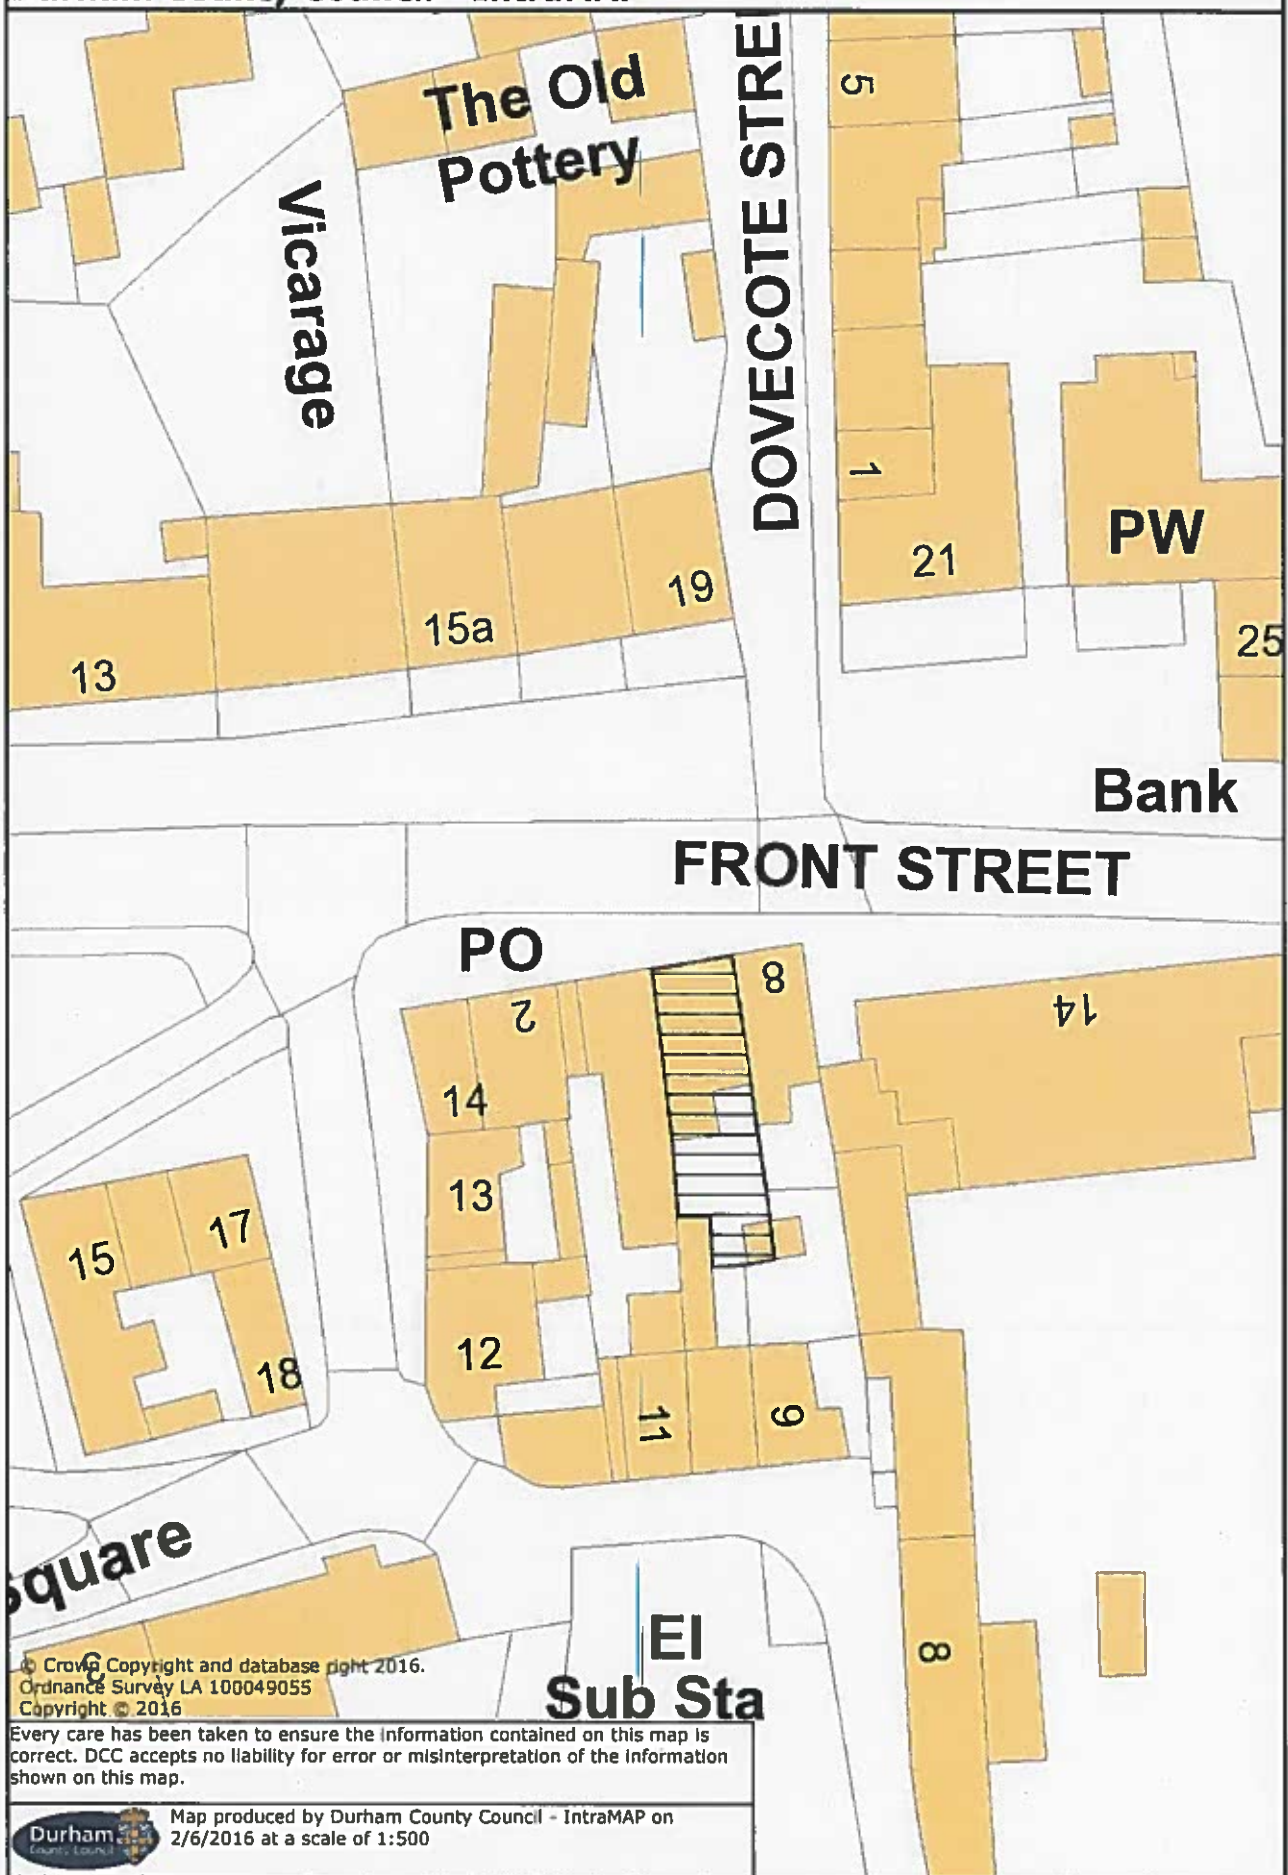 The Old
Pottery
Vicarage
DOVECOTE STRE
5
1
21
PW
25
19
15a
13
Bank
FRONT STREET
PO
2
8
14
14
13
12
11
9
15
17
18
8
Square
3
El
Sub Sta
© Crown Copyright and database right 2016.
Ordnance Survey LA 100049055
Copyright © 2016
Every care has been taken to ensure the information contained on this map is
correct. DCC accepts no liability for error or misinterpretation of the information
shown on this map.
Durham
County Council
Map produced by Durham County Council - IntraMAP on
2/6/2016 at a scale of 1:500